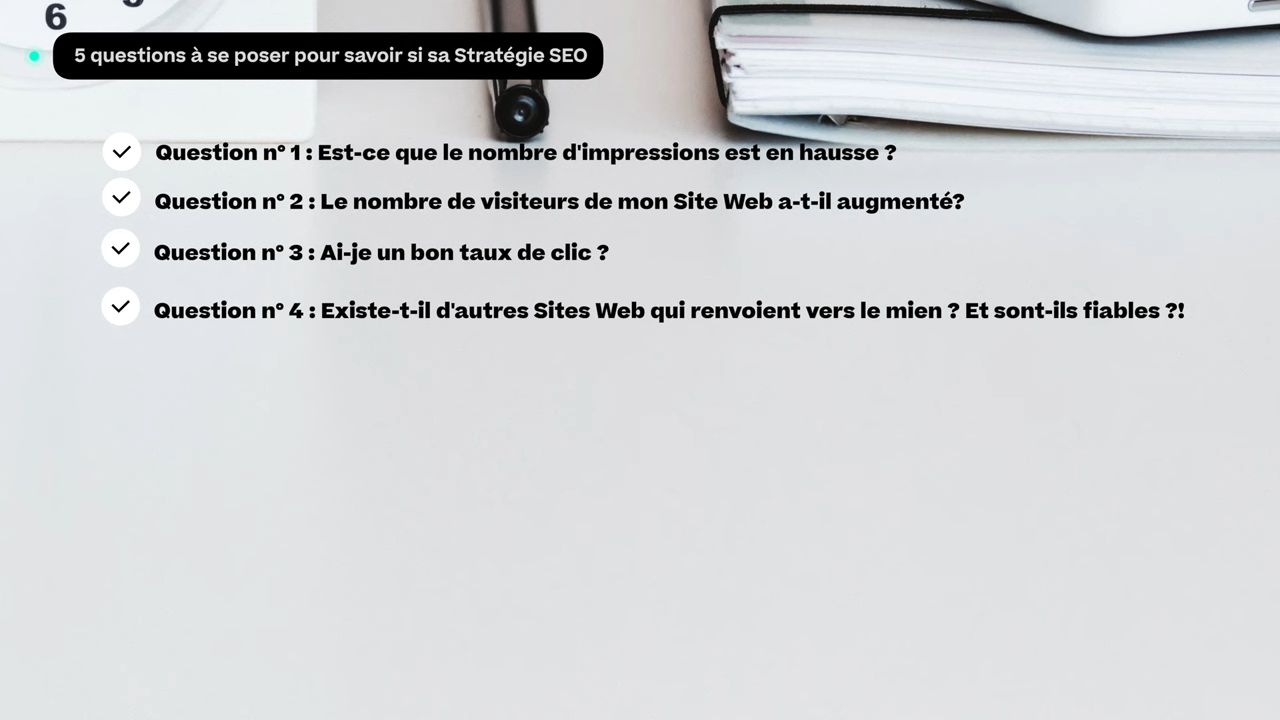 6
5 questions à se poser pour savoir si sa Stratégie SEO
Question n° 1 : Est-ce que le nombre d'impressions est en hausse ?
Question n° 2 : Le nombre de visiteurs de mon Site Web a-t-il augmenté?
Question n° 3 : Ai-je un bon taux de clic ?
Question n° 4 : Existe-t-il d'autres Sites Web qui renvoient vers le mien ? Et sont-ils fiables ?!